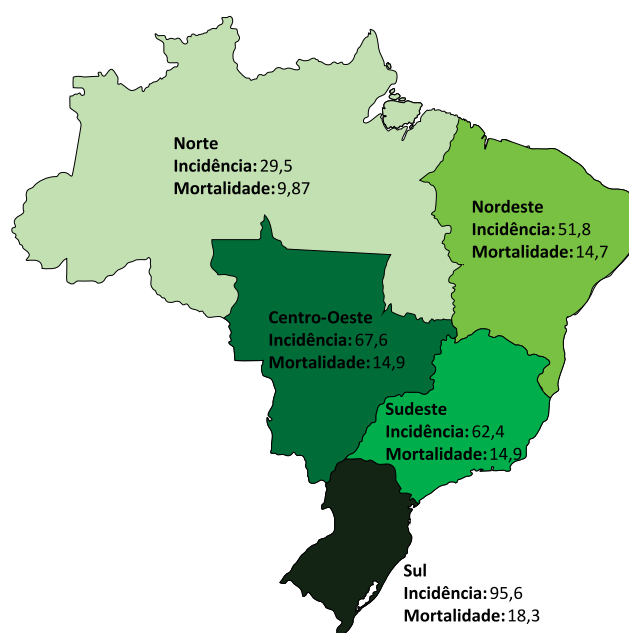 Norte
Incidência: 29,5
Mortalidade: 9,87
Nordeste
Incidência: 51,8
Mortalidade: 14,7
Centro-Oeste
Incidência: 67,6
Mortalidade: 14,9
Sudeste
Incidência: 62,4
Mortalidade: 14,9
Sul
Incidência: 95,6
Mortalidade: 18,3